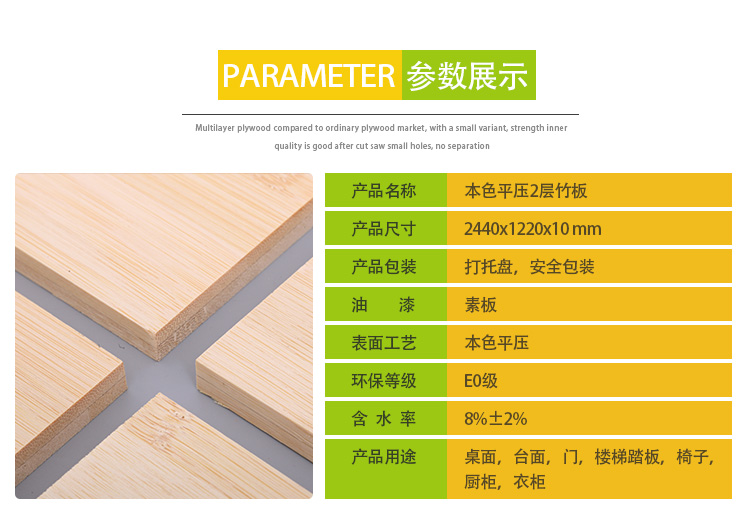 PARAMETER 参数展示
Multilayer plywood compared to ordinary plywood market, with a small variant, strength inner
quality is good after cut saw small holes, no separation
产品名称 本色平压2层竹板
产品尺寸 2440x1220x10 mm
产品包装 打托盘，安全包装
油 漆 素板
表面工艺 本色平压
环保等级 E0级
含 水 率 8%±2%
产品用途 桌面，台面，门，楼梯踏板，椅子，
厨柜，衣柜